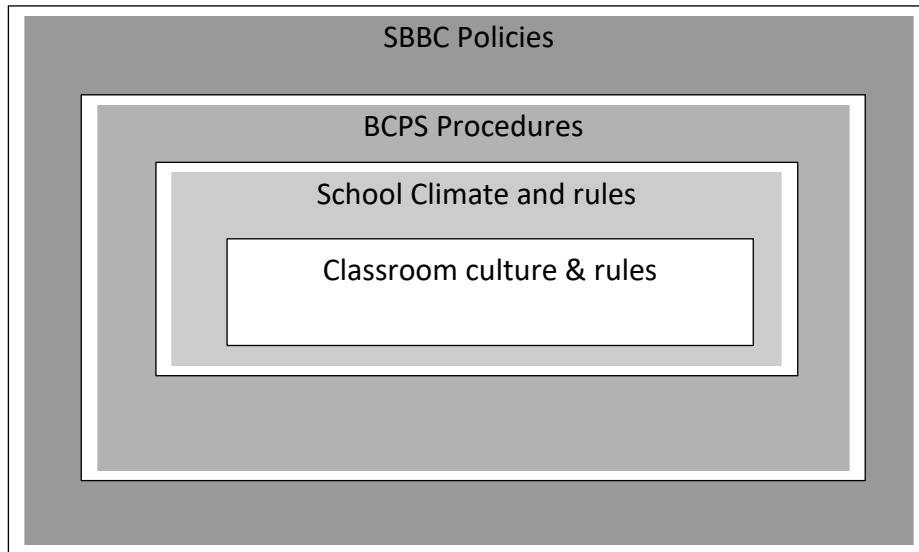 SBBC Policies
BCPS Procedures
School Climate and rules
Classroom culture & rules